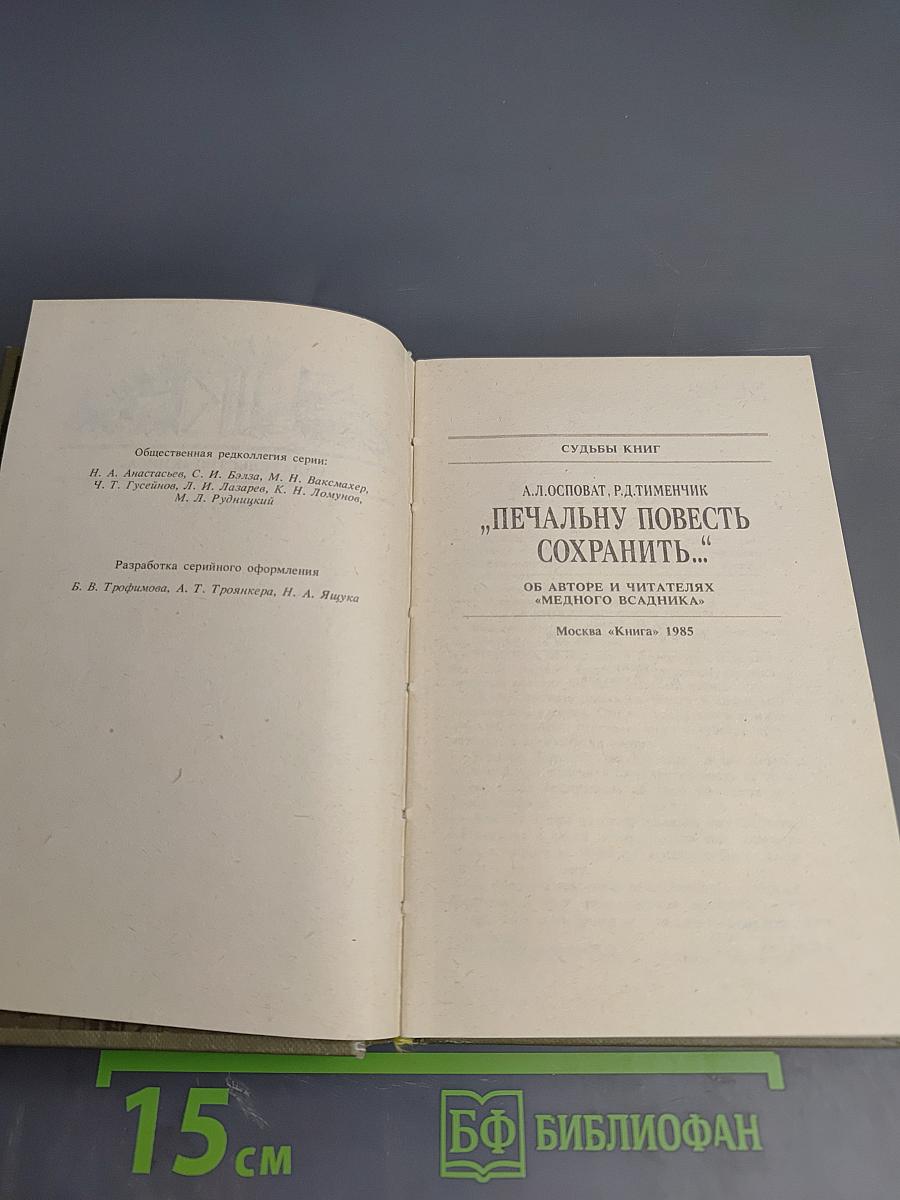 Общественная редколлегия серии:
Н. А. Анастасьев, С. И. Бэлза, М. Н. Ваксмахер,
Ч. Т. Гусейнов, Л. И. Лазарев, К. Н. Ломунов,
М. Л. Рудницкий
Разработка серийного оформления
Б. В. Трофимова, А. Т. Троянкера, Н. А. Ящука
СУДЬБЫ КНИГ
А.Л.ОСПОВАТ, Р.Д.ТИМЕНЧИК
„ПЕЧАЛЬНУ ПОВЕСТЬ
СОХРАНИТЬ...“
ОБ АВТОРЕ И ЧИТАТЕЛЯХ
«МЕДНОГО ВСАДНИКА»
Москва «Книга» 1985
15 см
БФ БИБЛИОФАН